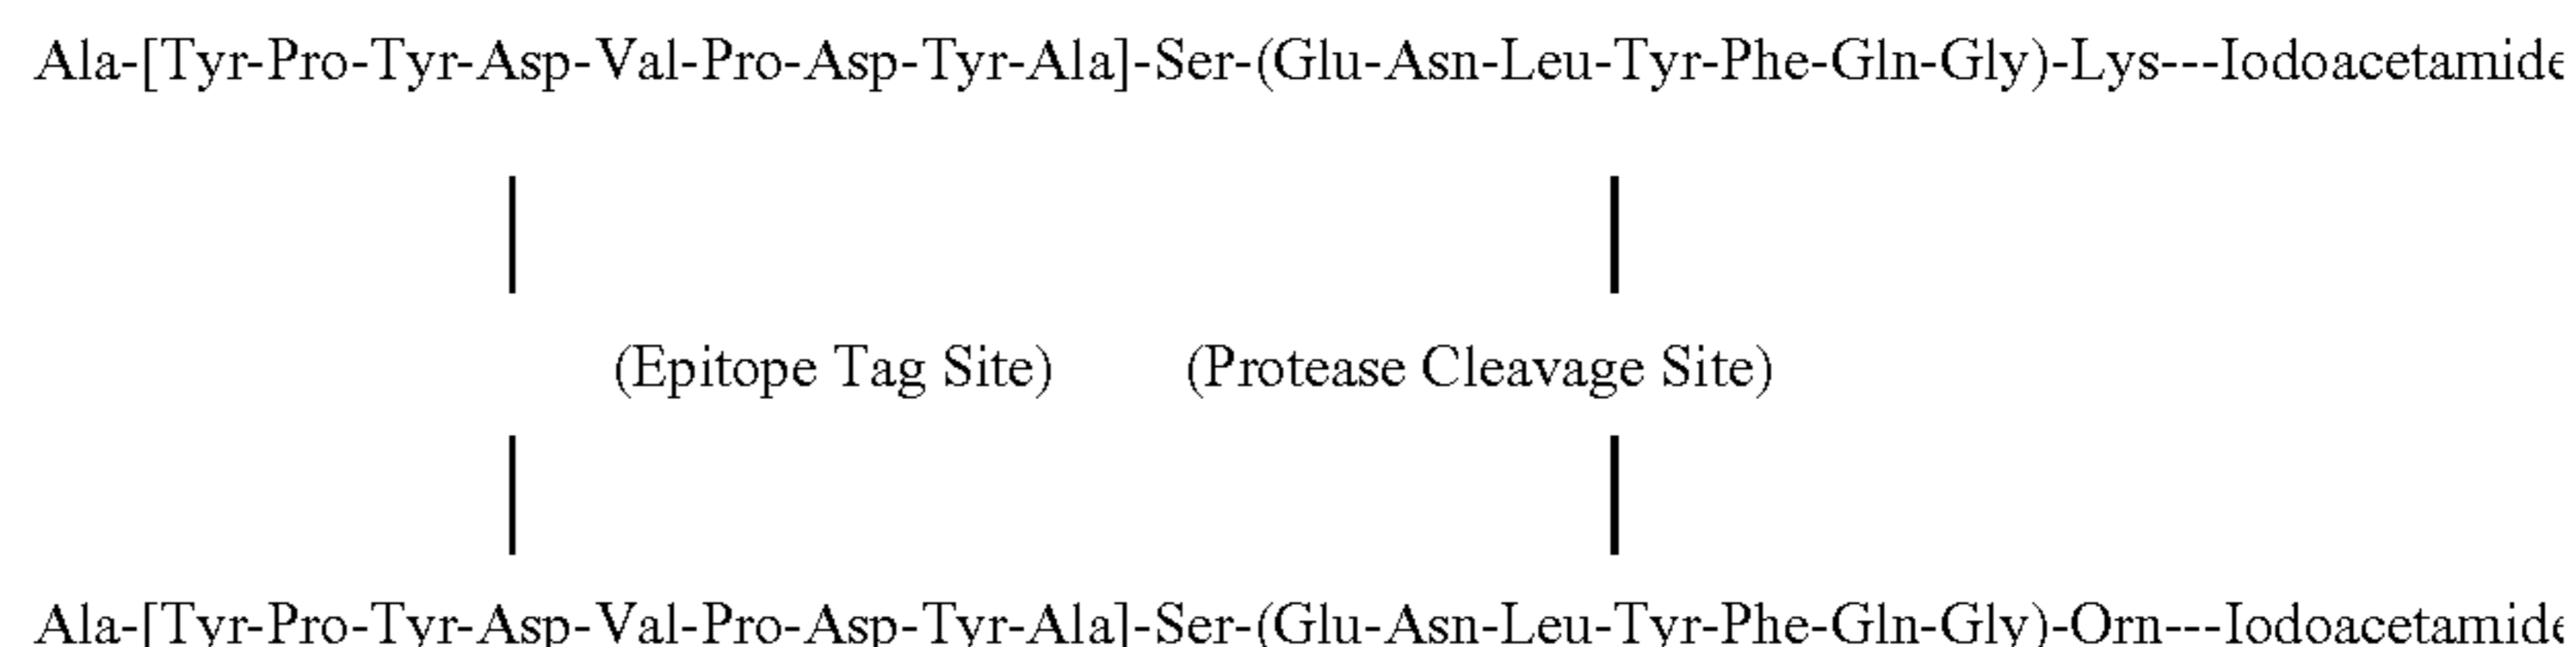 Ala-[Tyr-Pro-Tyr-Asp-Val-Pro-Asp-Tyr-Ala]-Ser-(Glu-Asn-Leu-Tyr-Phe-Gln-Gly)-Lys---Iodoacetamide
(Epitope Tag Site) (Protease Cleavage Site)
Ala-[Tyr-Pro-Tyr-Asp-Val-Pro-Asp-Tyr-Ala]-Ser-(Glu-Asn-Leu-Tyr-Phe-Gln-Gly)-Orn---Iodoacetamide